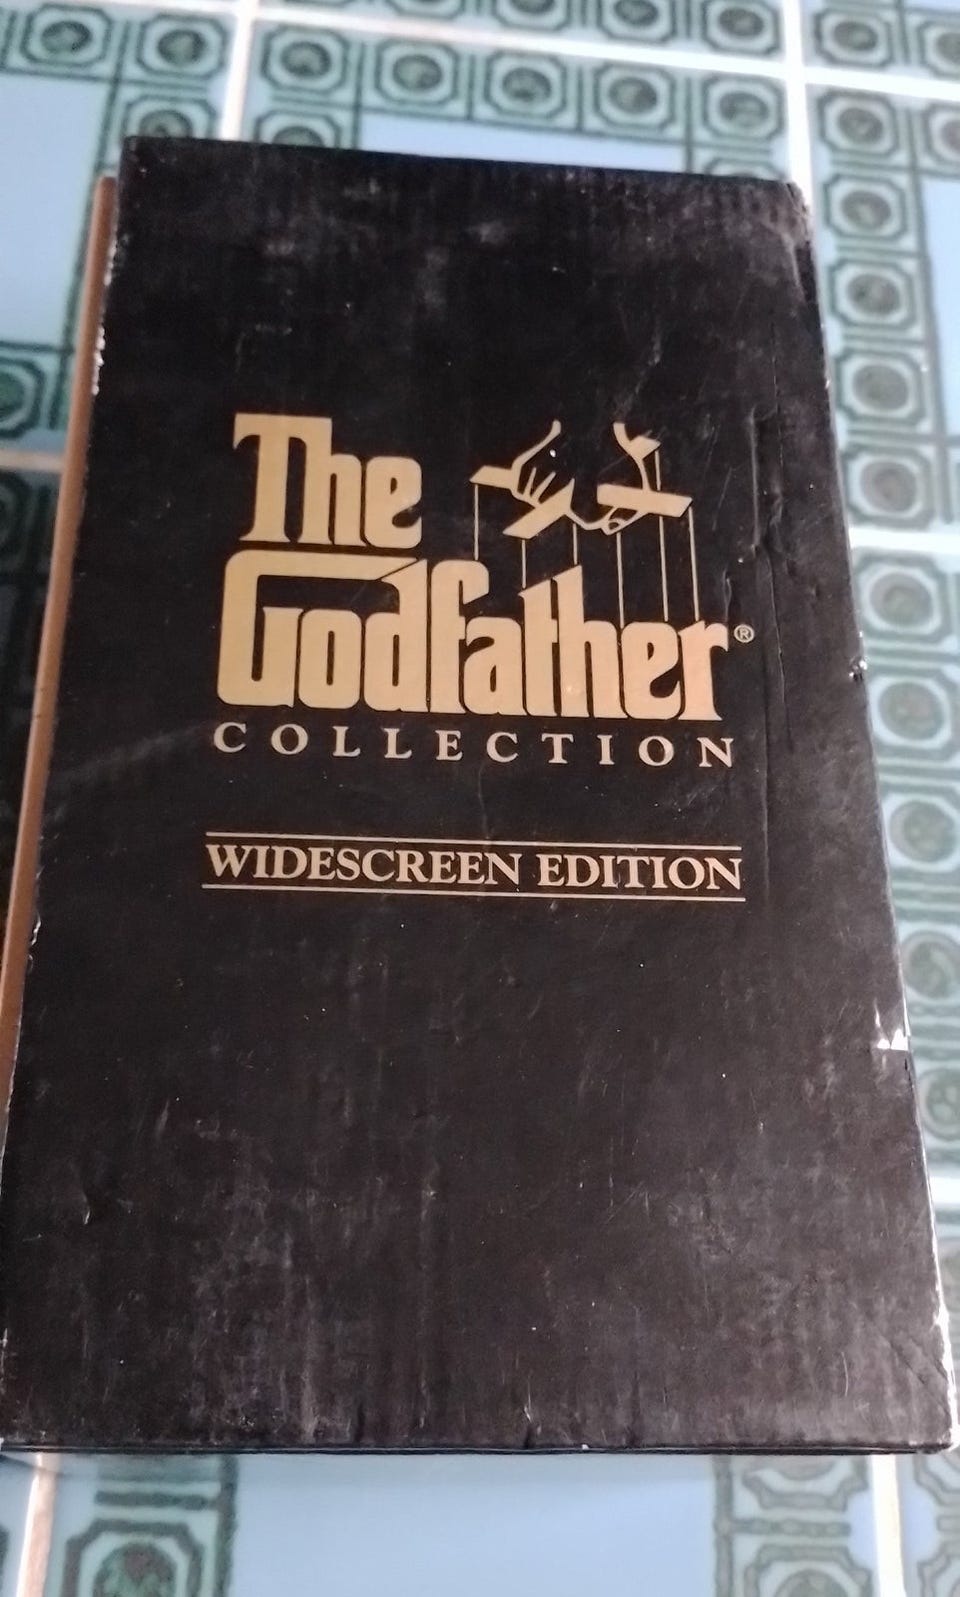 The
Godfather®
COLLECTION
WIDESCREEN EDITION